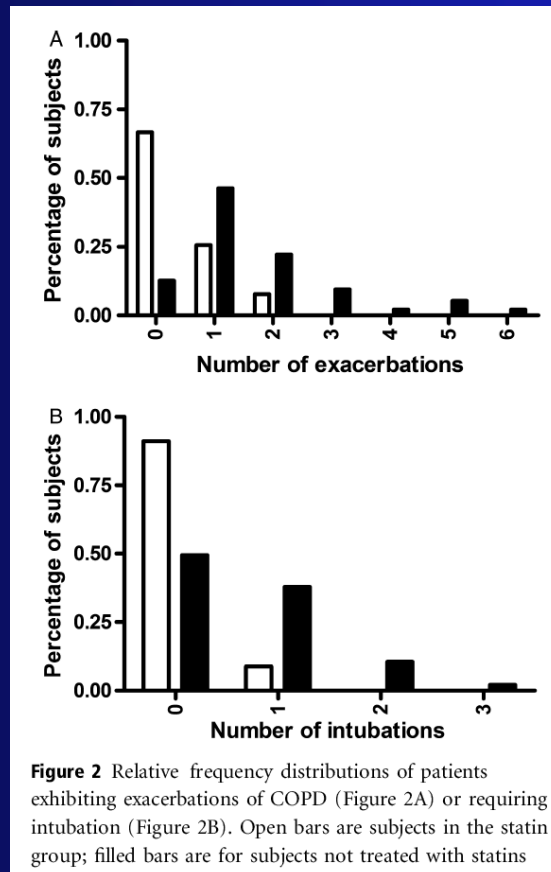 A
1.00
0.75
0.50
0.25
0.00
Percentage of subjects
0 1 2 3 4 5 6
Number of exacerbations
B
1.00
0.75
0.50
0.25
0.00
Percentage of subjects
0 1 2 3
Number of intubations
Figure 2 Relative frequency distributions of patients
exhibiting exacerbations of COPD (Figure 2A) or requiring
intubation (Figure 2B). Open bars are subjects in the statin
group; filled bars are for subjects not treated with statins